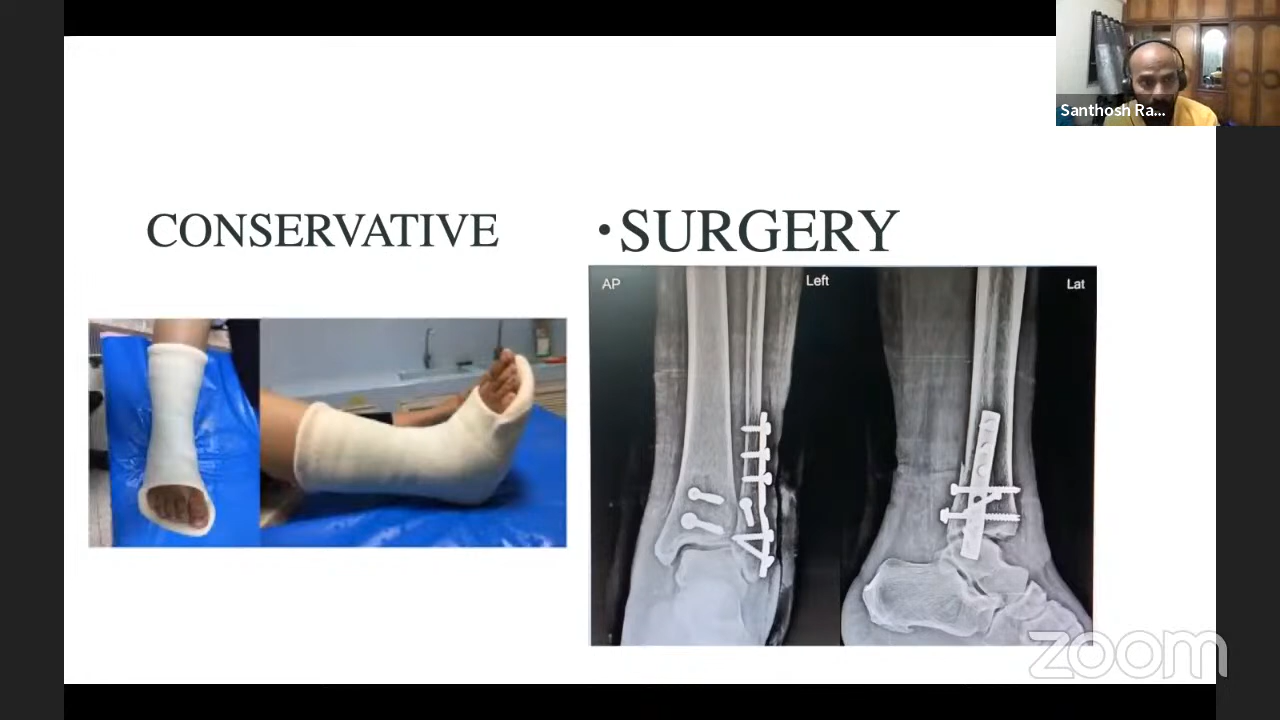 Santhosh Ra...
CONSERVATIVE
• SURGERY
AP
Left
Lat
zoom